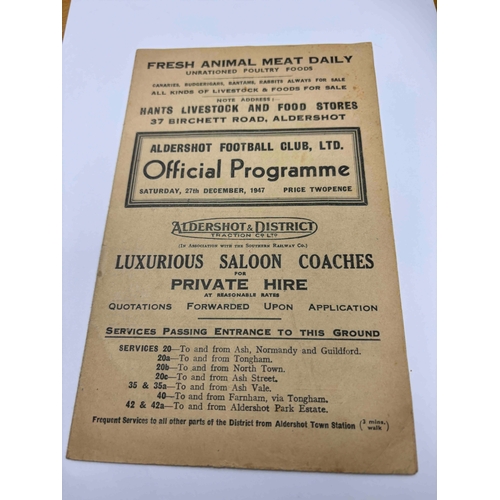 FRESH ANIMAL MEAT DAILY
UNRATIONED POULTRY FOODS
CANARIES, BUDGERIGARS, BANTAMS, RABBITS ALWAYS FOR SALE
ALL KINDS OF LIVESTOCK & FOODS FOR SALE
NOTE ADDRESS:
HANTS LIVESTOCK AND FOOD STORES
37 BIRCHETT ROAD, ALDERSHOT
ALDERSHOT FOOTBALL CLUB, LTD.
Official Programme
SATURDAY, 27th DECEMBER, 1947 PRICE TWOPENCE
ALDERSHOT & DISTRICT
TRACTION CO LTD
(IN ASSOCIATION WITH THE SOUTHERN RAILWAY CO.)
LUXURIOUS SALOON COACHES
FOR
PRIVATE HIRE
AT REASONABLE RATES
QUOTATIONS FORWARDED UPON APPLICATION
SERVICES PASSING ENTRANCE TO THIS GROUND
SERVICES 20—To and from Ash, Normandy and Guildford.
20a—To and from Tongham.
20b—To and from North Town.
20c—To and from Ash Street.
35 & 35a—To and from Ash Vale.
40—To and from Farnham, via Tongham.
42 & 42a—To and from Aldershot Park Estate.
Frequent Services to all other parts of the District from Aldershot Town Station (2 mins. walk)